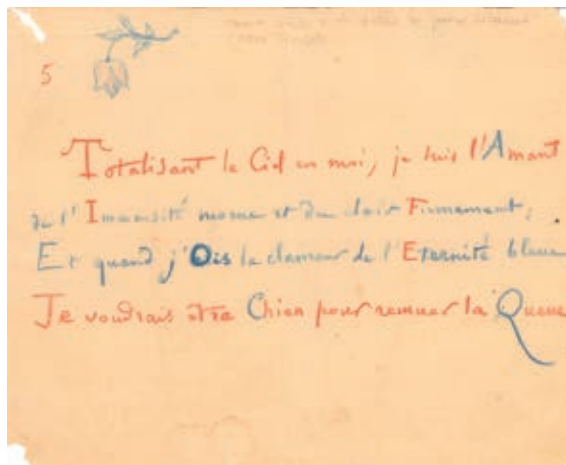 5
Totalisant le Ciel en moi, je suis l'Amant
de l'Immensité morne et du clair Firmament,
Et quand j'Ois la clameur de l'Eternité bleue
Je voudrais être Chien pour remuer la Queue